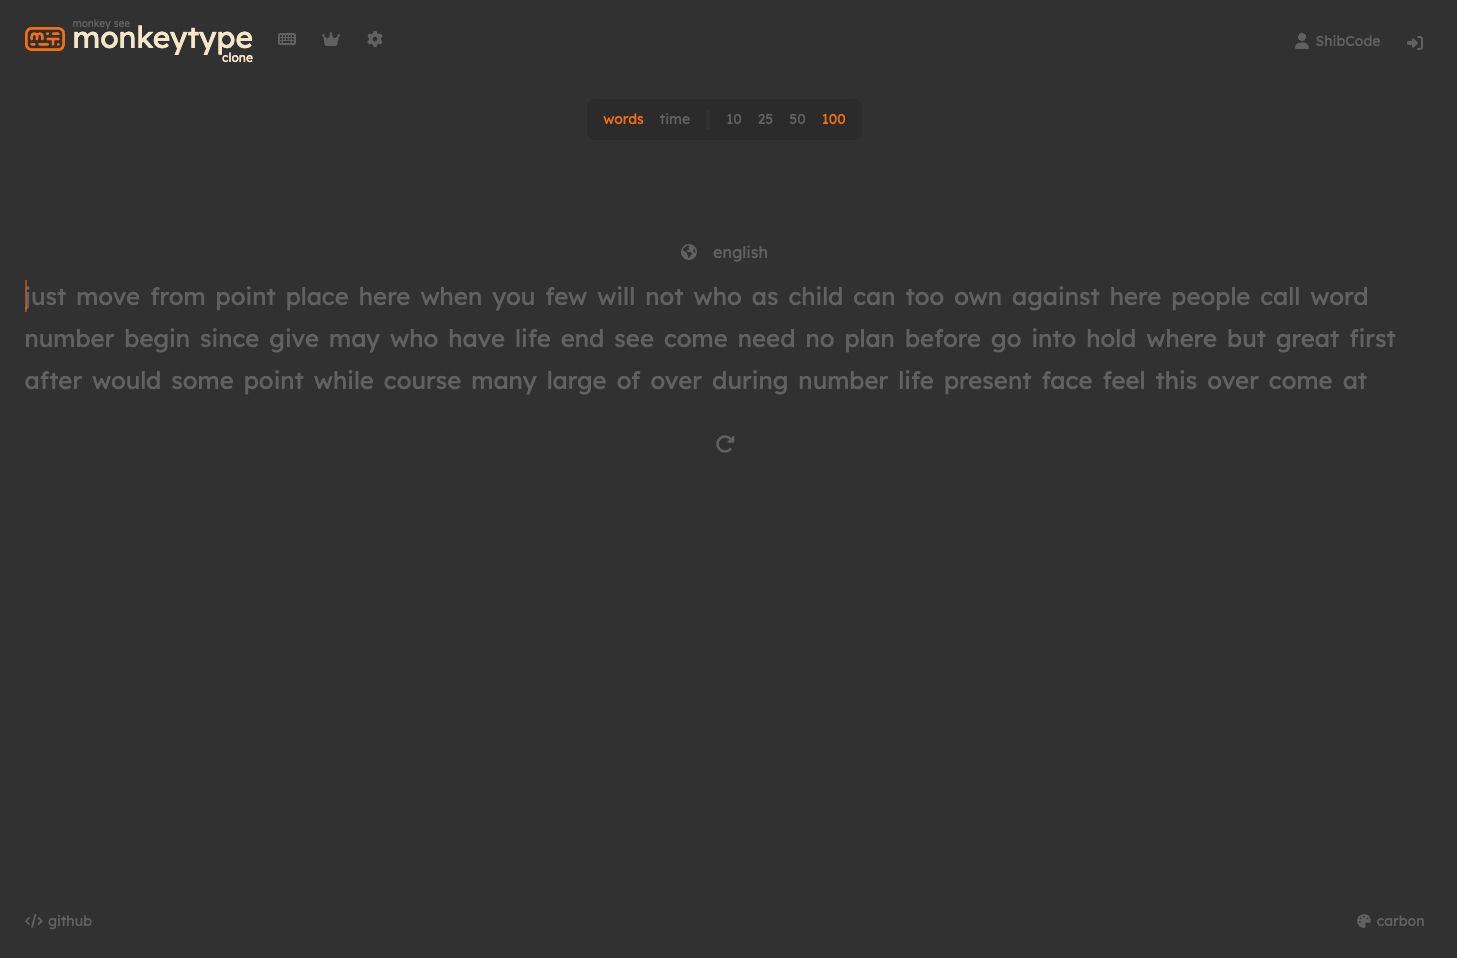 monkey see
monkeytype
clone
ShibCode
words time 10 25 50 100
english
just move from point place here when you few will not who as child can too own against here people call word
number begin since give may who have life end see come need no plan before go into hold where but great first
after would some point while course many large of over during number life present face feel this over come at
</> github
carbon